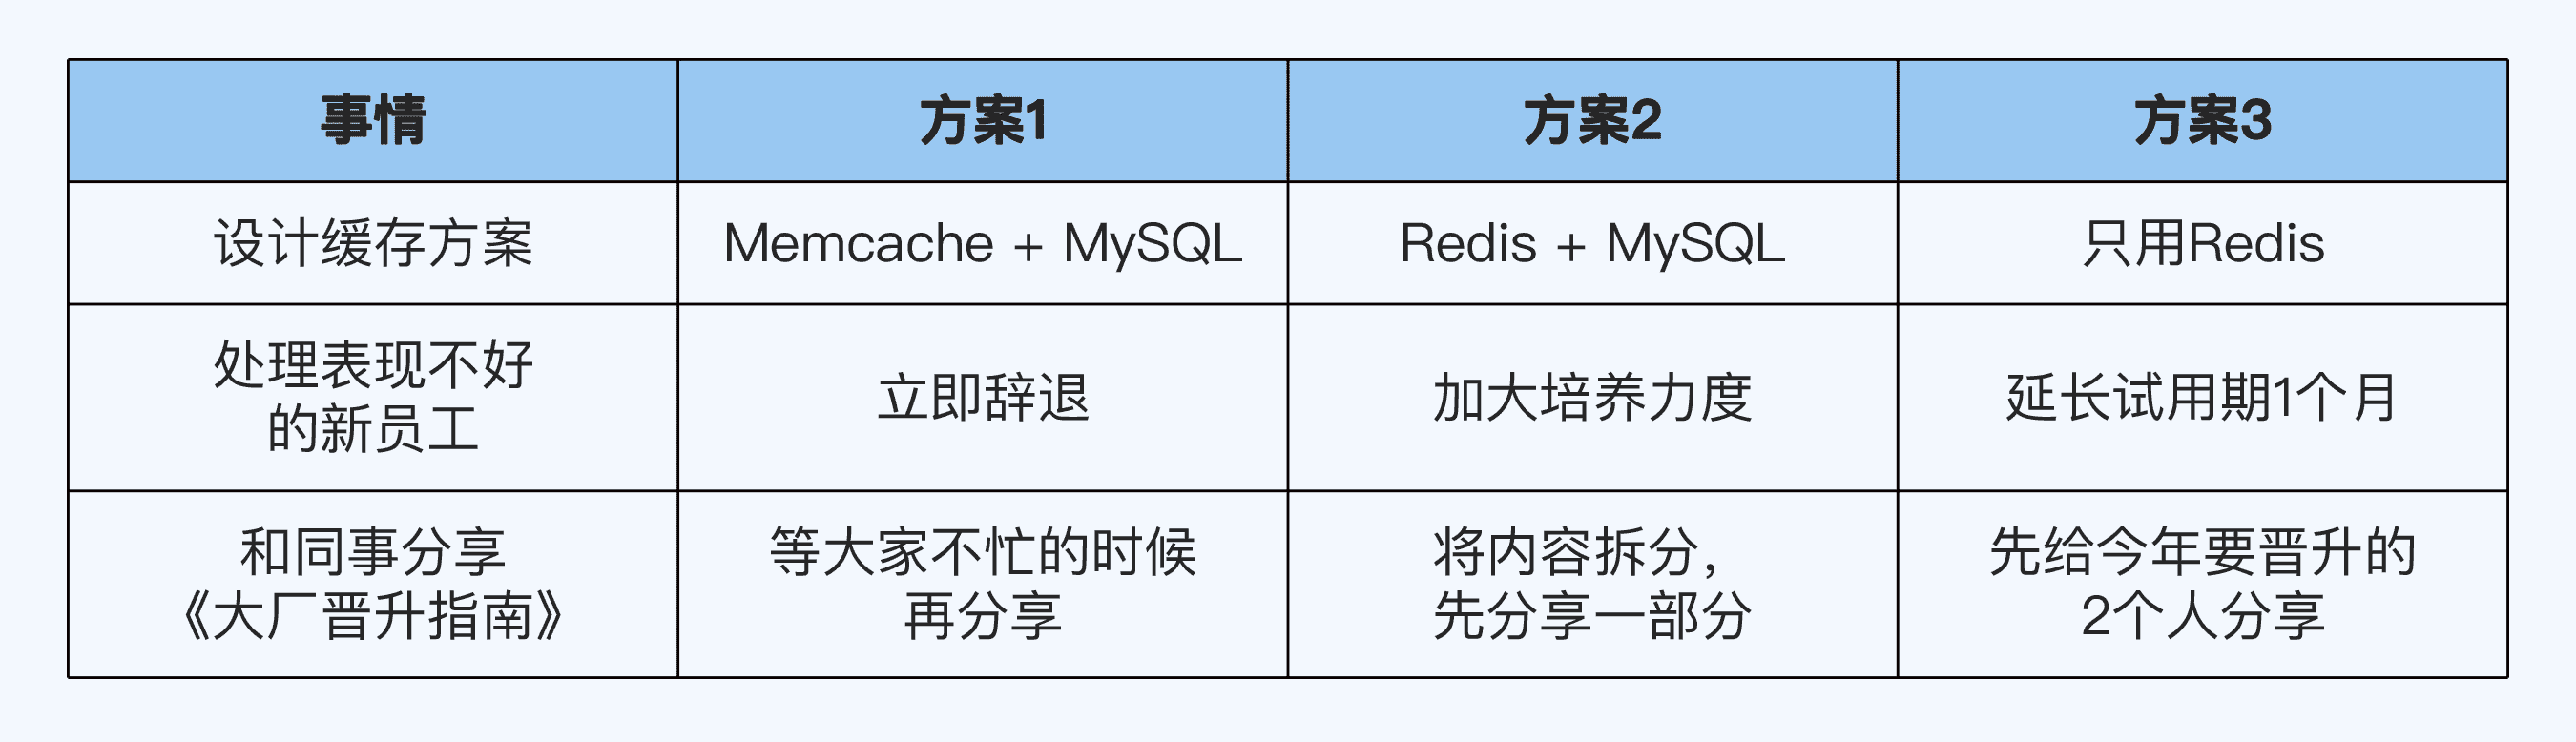 事情
方案1
方案2
方案3
设计缓存方案
Memcache + MySQL
Redis + MySQL
只用Redis
处理表现不好
的新员工
立即辞退
加大培养力度
延长试用期1个月
和同事分享
《大厂晋升指南》
等大家不忙的时候
再分享
将内容拆分，
先分享一部分
先给今年要晋升的
2个人分享